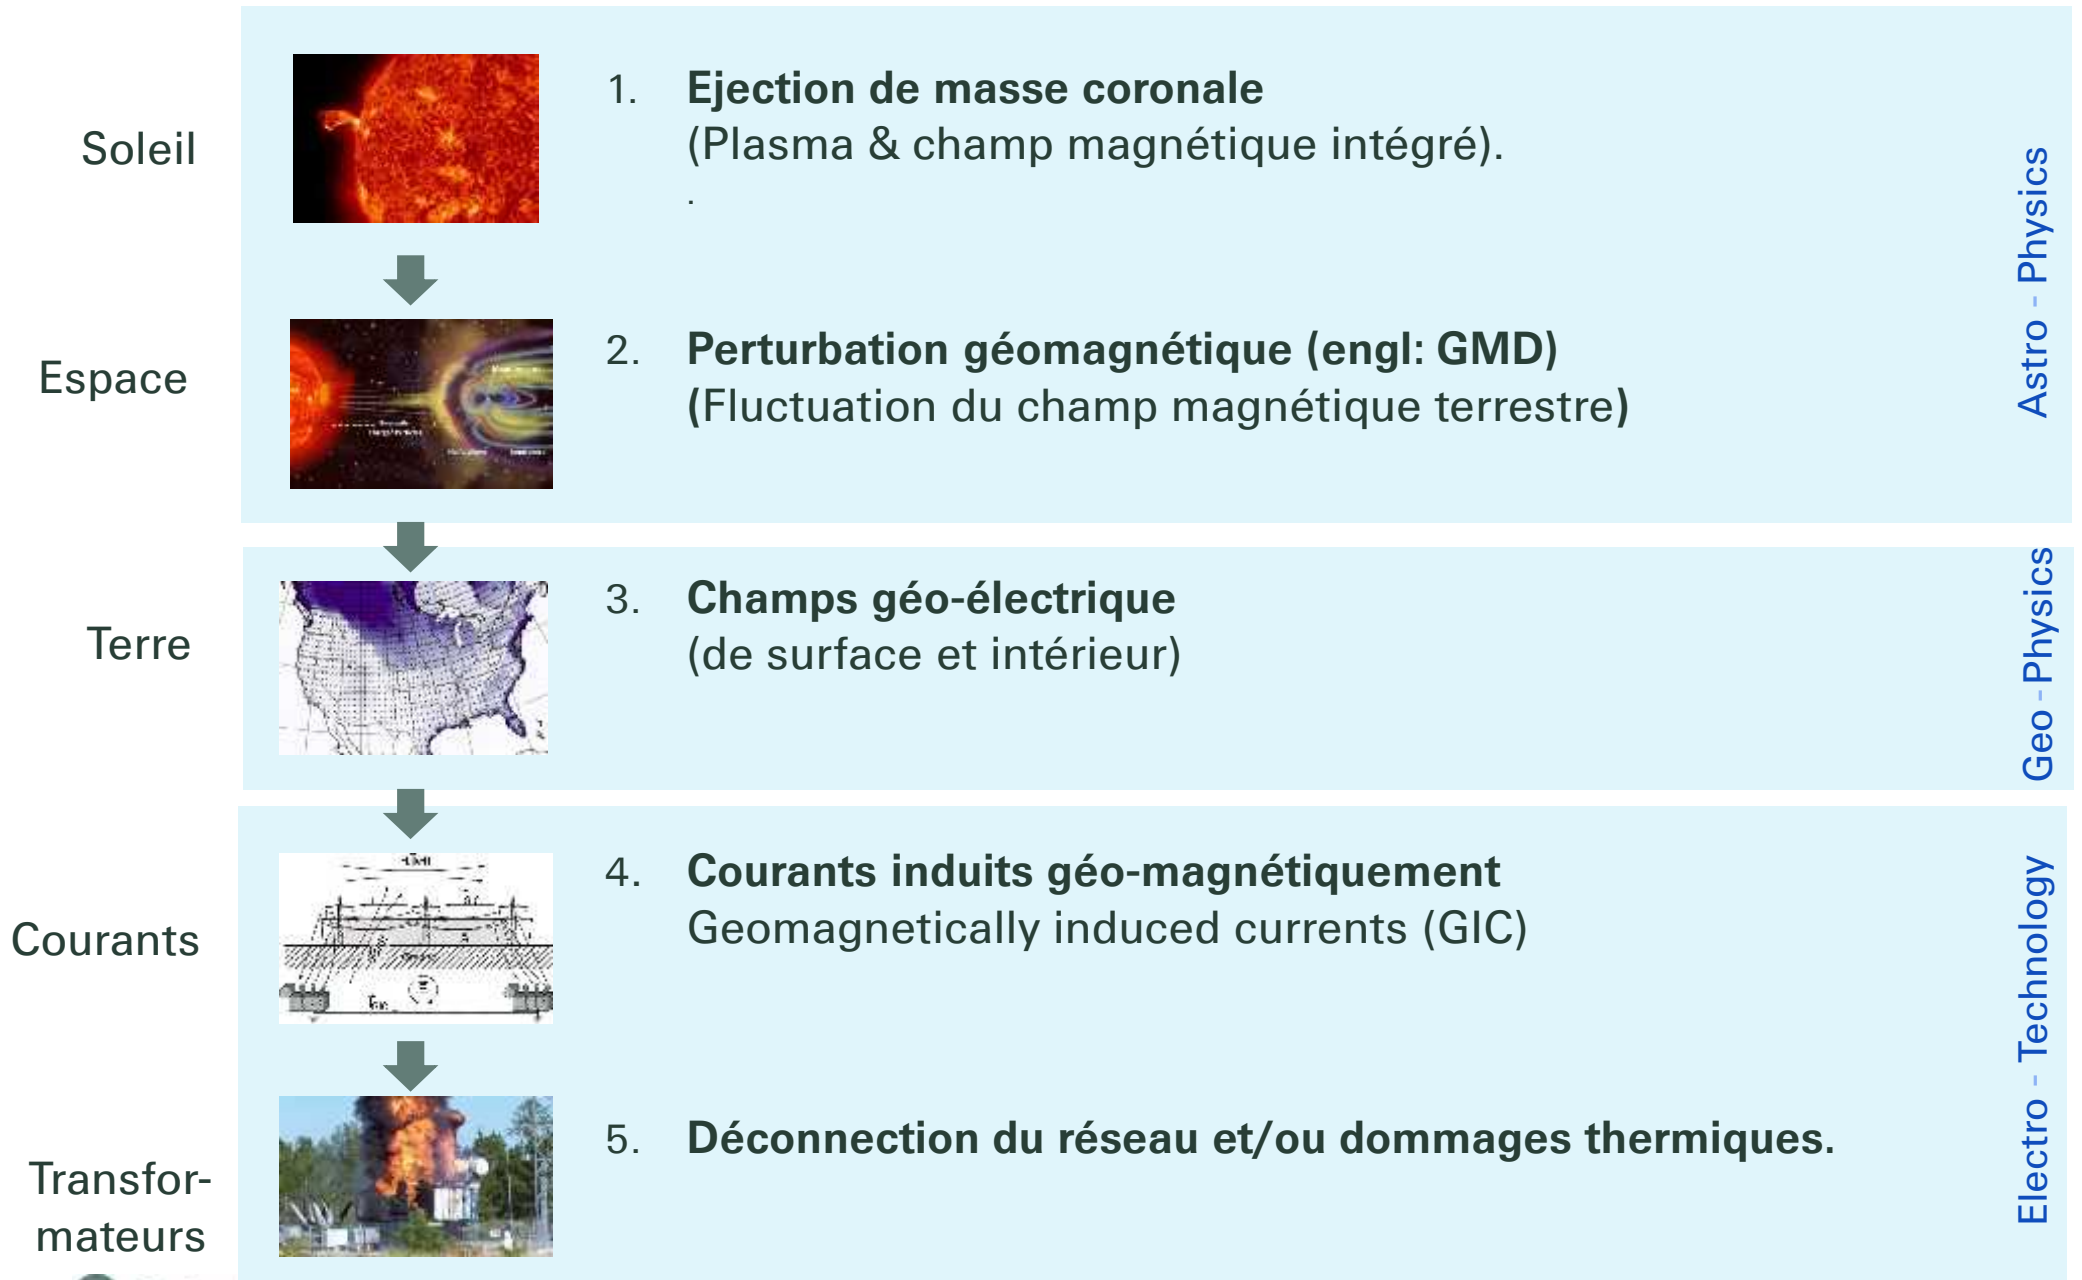 Soleil
1. Ejection de masse coronale
(Plasma & champ magnétique intégré).
.
Espace
2. Perturbation géomagnétique (engl: GMD)
(Fluctuation du champ magnétique terrestre)
Astro - Physics
Terre
3. Champs géo-électrique
(de surface et intérieur)
Geo - Physics
Courants
4. Courants induits géo-magnétiquement
Geomagnetically induced currents (GIC)
Transfor-
mateurs
5. Déconnection du réseau et/ou dommages thermiques.
Electro - Technology